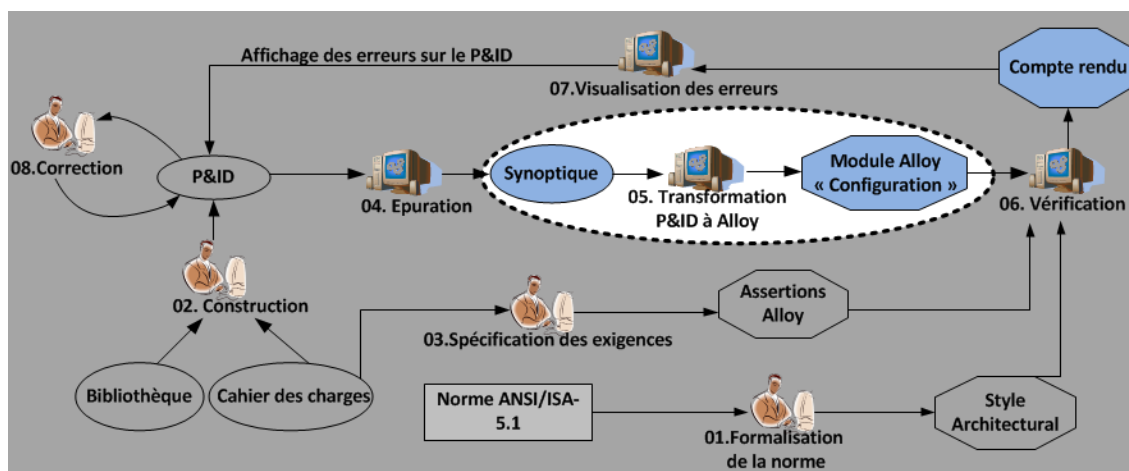 Affichage des erreurs sur le P&ID
07.Visualisation des erreurs
Compte rendu
08.Correction
P&ID
04. Epuration
Synoptique
05. Transformation
P&ID à Alloy
Module Alloy
« Configuration »
06. Vérification
02. Construction
03.Spécification des exigences
Assertions
Alloy
Bibliothèque
Cahier des charges
Norme ANSI/ISA-
5.1
01.Formalisation
de la norme
Style
Architectural